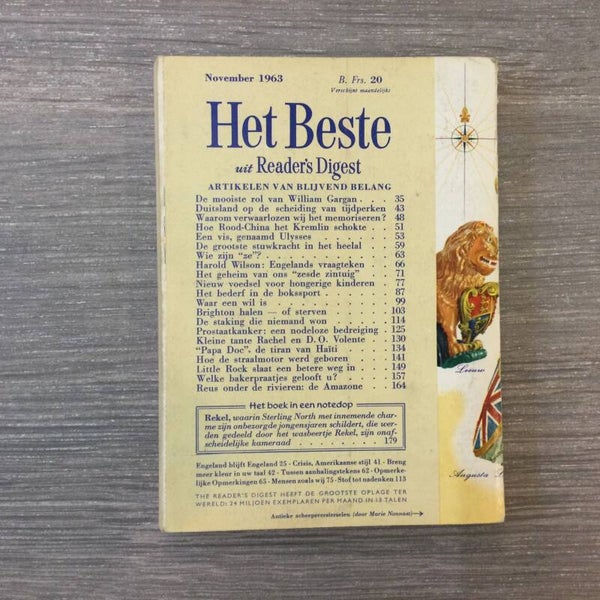 November 1963 B. Frs. 20
Verschijnt maandelijks
Het Beste
uit Reader's Digest
ARTIKELEN VAN BLIJVEND BELANG
De mooiste rol van William Gargan . . . 35
Duitsland op de scheiding van tijdperken 43
Waarom verwaarlozen wij het memoriseren? 48
Hoe Rood-China het Kremlin schokte . . 51
Een vis, genaamd Ulysses . . . . . . 53
De grootste stuwkracht in het heelal . . 59
Wie zijn "ze"? . . . . . . . . . 63
Harold Wilson: Engelands vraagteken . . 66
Het geheim van ons "zesde zintuig" . . 71
Nieuw voedsel voor hongerige kinderen . 77
Het bederf in de bokssport . . . . . 87
Waar een wil is . . . . . . . . 99
Brighton halen — of sterven . . . . 103
De staking die niemand won . . . . 114
Prostaatkanker: een nodeloze bedreiging . 125
Kleine tante Rachel en D. O. Volente . 130
"Papa Doc", de tiran van Haïti . . . . 134
Hoe de straalmotor werd geboren . . . 141
Little Rock slaat een betere weg in . . 149
Welke bakerpraatjes gelooft u? . . . . 157
Reus onder de rivieren: de Amazone . . 164
Het boek in een notedop
Rekel, waarin Sterling North met innemende char-
me zijn onbezorgde jongensjaren schildert, die wer-
den gedeeld door het wasbeertje Rekel, zijn onaf-
scheidelijke kameraad . . . . . . . . 179
Engeland blijft Engeland 25 - Crisis, Amerikaanse stijl 41 - Breng
meer kleur in uw taal 42 - Tussen aanhalingstekens 62 - Opmerke-
lijke Opmerkingen 65 - Mensen zoals wij 75 - Stof tot nadenken 113
THE READER'S DIGEST HEEFT DE GROOTSTE OPLAGE TER
WERELD: 24 MILJOEN EXEMPLAREN PER MAAND IN 13 TALEN
Antieke scheepsversierselen (door Marie Nonnast)→
Leeuw
Augusta